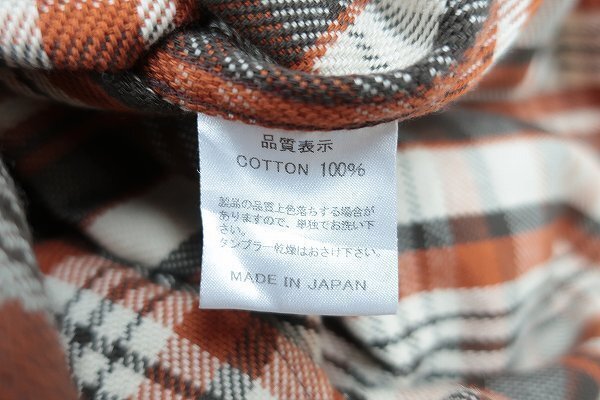 品質表示
COTTON 100%
製品の品質上色落ちする場合が
ありますので、単独でお洗い下
さい。
タンブラー乾燥はおさけ下さい。
MADE IN JAPAN